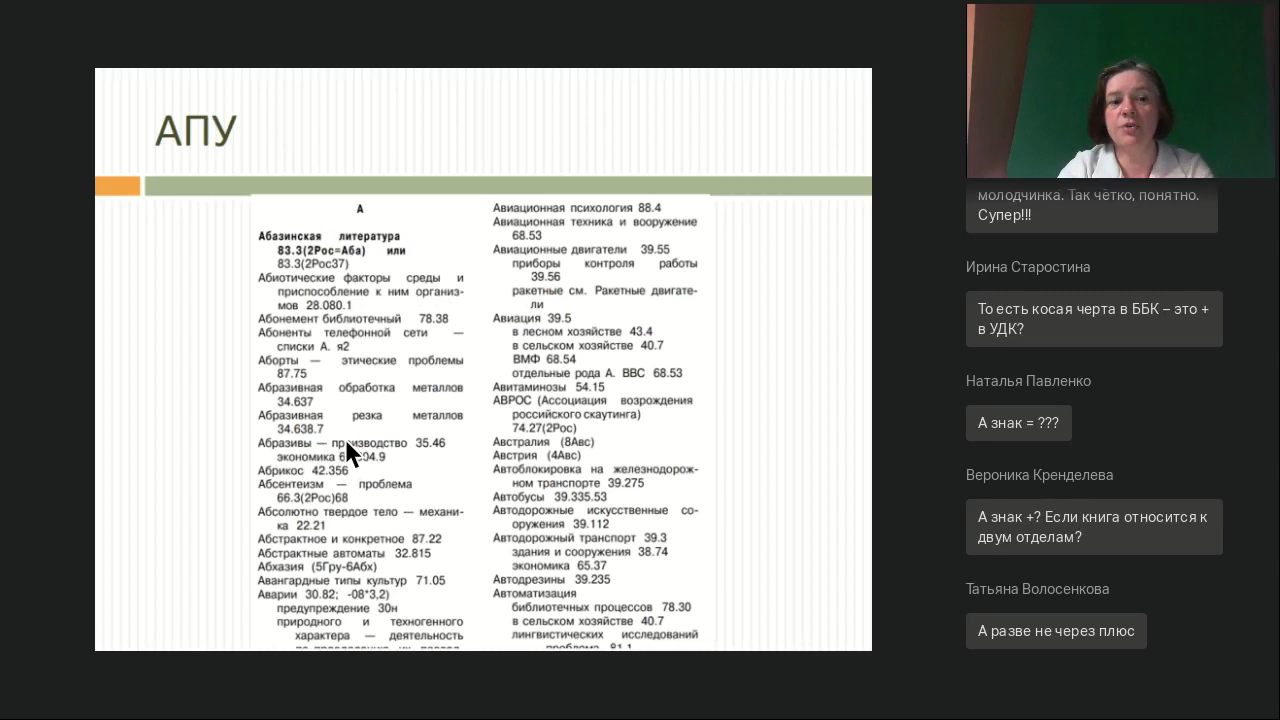 АПУ
А
Абазинская литература
83.3(2Рос=Аба) или
83.3(2Рос37)
Абиотические факторы среды и
приспособление к ним организ-
мов 28.080.1
Абонемент библиотечный 78.38
Абоненты телефонной сети —
списки А. я2
Аборты — этические проблемы
87.75
Абразивная обработка металлов
34.637
Абразивная резка металлов
34.638.7
Абразивы — производство 35.46
экономика
Абрикос 42.356
Абсентеизм — проблема
66.3(2Рос)68
Абсолютно твердое тело — механи-
ка 22.21
Абстрактное и конкретное 87.22
Абстрактные автоматы 32.815
Абхазия (5Гру-6Абх)
Авангардные типы культур 71.05
Аварии 30.82; -08*3,2)
предупреждение 30н
природного и техногенного
характера — деятельность
Авиационная психология 88.4
Авиационная техника и вооружение
68.53
Авиационные двигатели 39.55
приборы контроля работы
39.56
ракетные см. Ракетные двигате-
ли
Авиация 39.5
в лесном хозяйстве 43.4
в сельском хозяйстве 40.7
ВМФ 68.54
отдельные рода А. ВВС 68.53
Авитаминозы 54.15
АВРОС (Ассоциация возрождения
российского скаутинга)
74.27(2Рос)
Австралия (8Авс)
Австрия (4Авс)
Автоблокировка на железнодорож-
ном транспорте 39.275
Автобусы 39.335.53
Автодорожные искусственные со-
оружения 39.112
Автодорожный транспорт 39.3
здания и сооружения 38.74
экономика 65.37
Автодрезины 39.235
Автоматизация
библиотечных процессов 78.30
в сельском хозяйстве 40.7
лингвистических исследований
проблема 81.1
молодчинка. Так чётко, понятно.
Супер!!!
Ирина Старостина
То есть косая черта в ББК – это +
в УДК?
Наталья Павленко
А знак = ???
Вероника Кренделева
А знак +? Если книга относится к
двум отделам?
Татьяна Волосенкова
А разве не через плюс